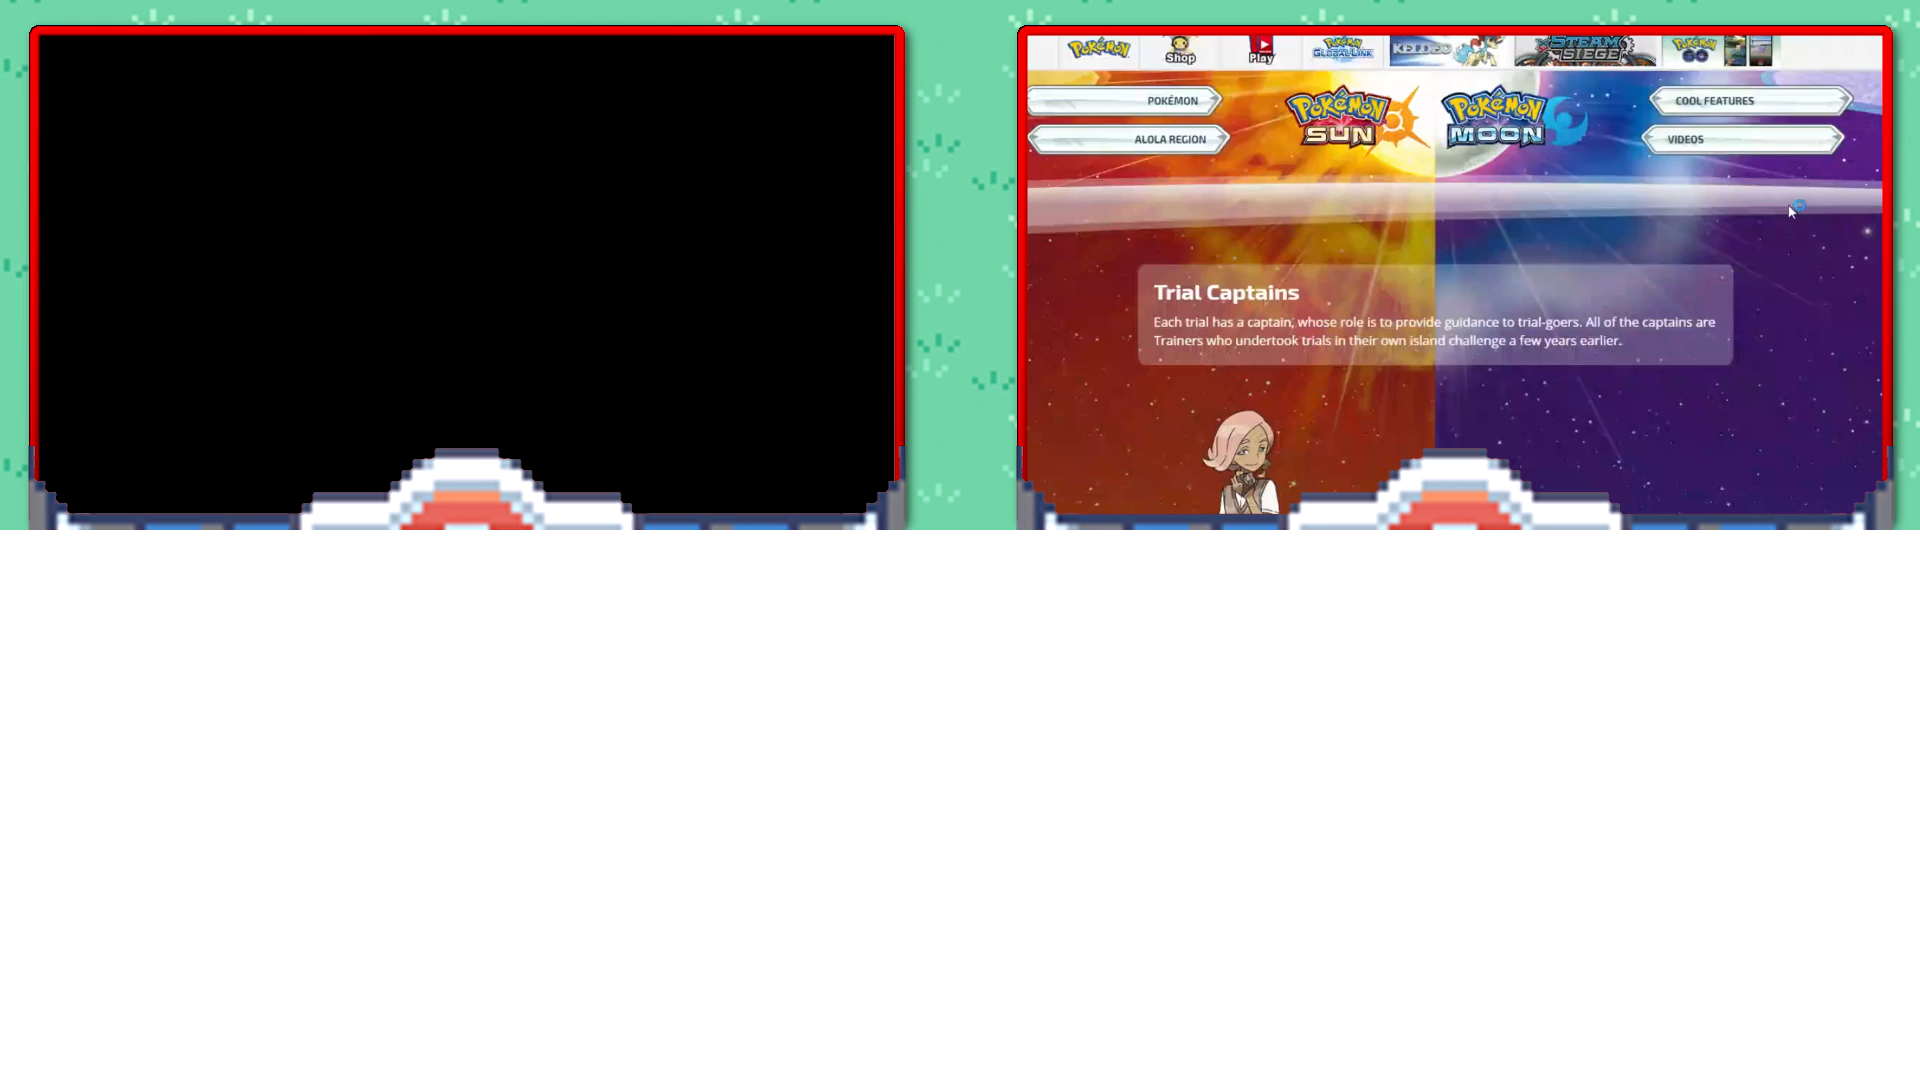 Pokémon
Shop
Play
Pokémon
Global Link
KELDEO
STEAM
SIEGE
Pokémon
GO
POKÉMON
Pokémon
SUN
Pokémon
MOON
COOL FEATURES
ALOLA REGION
VIDEOS
Trial Captains
Each trial has a captain, whose role is to provide guidance to trial-goers. All of the captains are
Trainers who undertook trials in their own island challenge a few years earlier.